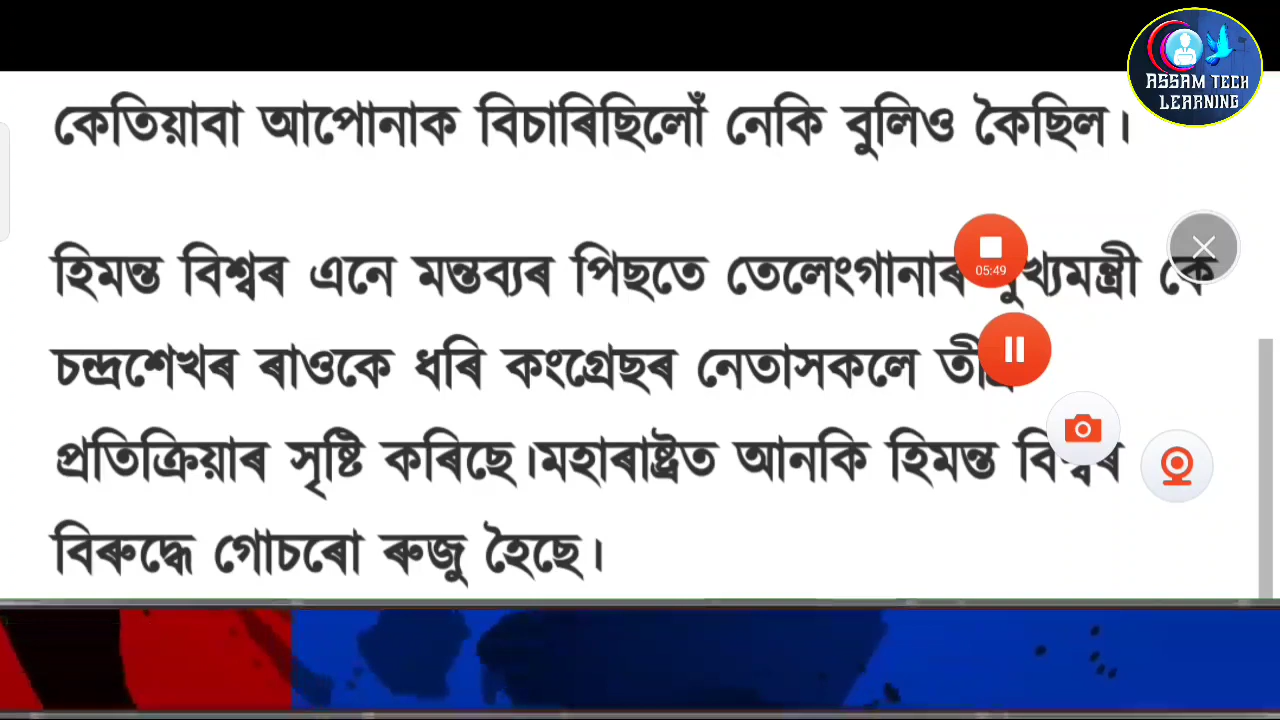 ASSAM TECH
LEARNING
কেতিয়াবা আপোনাক বিচাৰিছিলোঁ নেকি বুলিও কৈছিল।
হিমন্ত বিশ্বৰ এনে মন্তব্যৰ পিছতে তেলেংগানাৰ মুখ্যমন্ত্ৰী কে
05:49
চন্দ্ৰশেখৰ ৰাওকে ধৰি কংগ্ৰেছৰ নেতাসকলে তীব্ৰ
প্ৰতিক্ৰিয়াৰ সৃষ্টি কৰিছে।মহাৰাষ্ট্ৰত আনকি হিমন্ত বিশ্বৰ
বিৰুদ্ধে গোচৰো ৰুজু হৈছে।